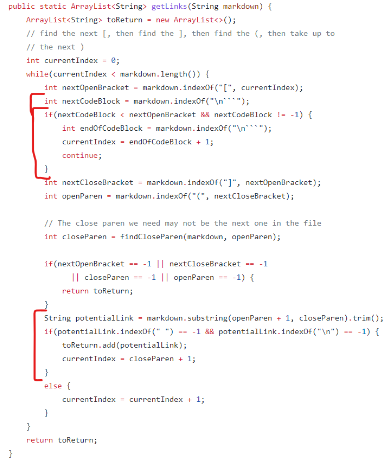 public static ArrayList<String> getLinks(String markdown) {
    ArrayList<String> toReturn = new ArrayList<>();
    // find the next [, then find the ], then find the (, then take up to
    // the next )
    int currentIndex = 0;
    while(currentIndex < markdown.length()) {
        int nextOpenBracket = markdown.indexOf("[", currentIndex);
        int nextCodeBlock = markdown.indexOf("\n```");
        if(nextCodeBlock < nextOpenBracket && nextCodeBlock != -1) {
            int endOfCodeBlock = markdown.indexOf("\n```");
            currentIndex = endOfCodeBlock + 1;
            continue;
        }
        int nextCloseBracket = markdown.indexOf("]", nextOpenBracket);
        int openParen = markdown.indexOf("(", nextCloseBracket);

        // The close paren we need may not be the next one in the file
        int closeParen = findCloseParen(markdown, openParen);

        if(nextOpenBracket == -1 || nextCloseBracket == -1
            || closeParen == -1 || openParen == -1) {
            return toReturn;
        }
        String potentialLink = markdown.substring(openParen + 1, closeParen).trim();
        if(potentialLink.indexOf(" ") == -1 && potentialLink.indexOf("\n") == -1) {
            toReturn.add(potentialLink);
            currentIndex = closeParen + 1;
        }
        else {
            currentIndex = currentIndex + 1;
        }
    }
    return toReturn;
}